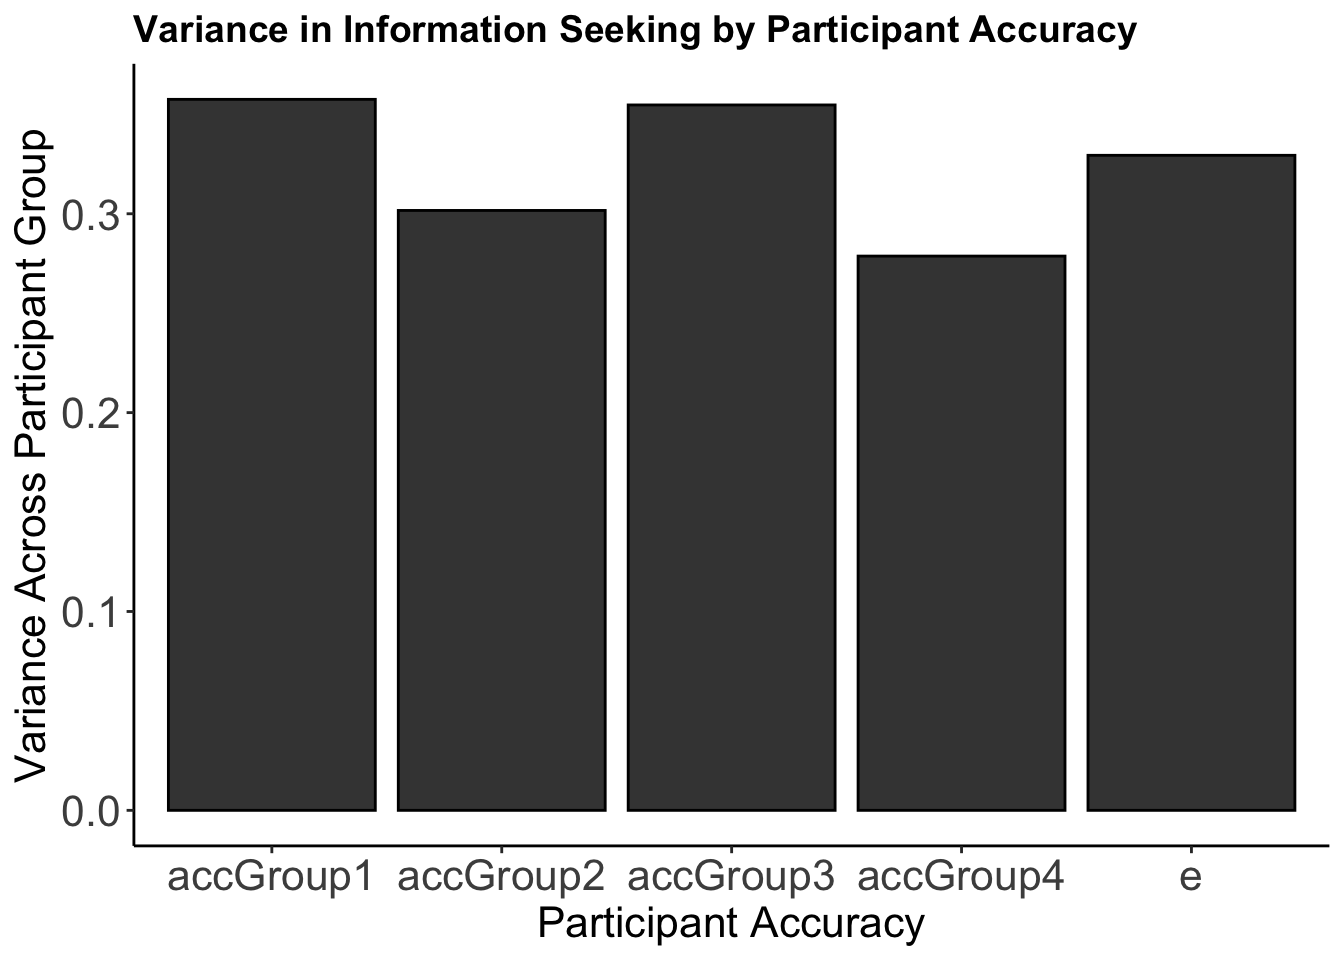 Variance in Information Seeking by Participant Accuracy
Variance Across Participant Group
0.3
0.2
0.1
0.0
accGroup1 accGroup2 accGroup3 accGroup4 e
Participant Accuracy